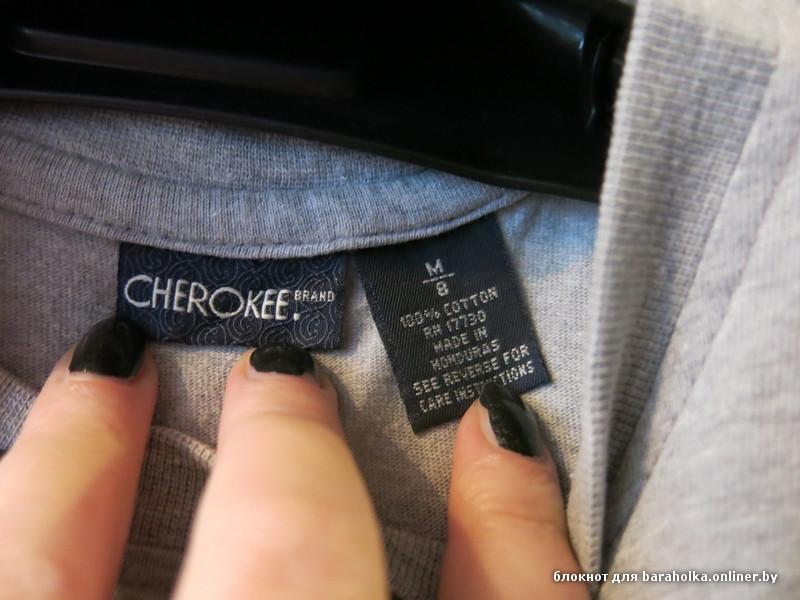 CHEROKEE.
BRAND
M
8
100% COTTON
RN 17730
MADE IN
HONDURAS
SEE REVERSE FOR
CARE INSTRUCTIONS
блокнот для baraholka.onliner.by